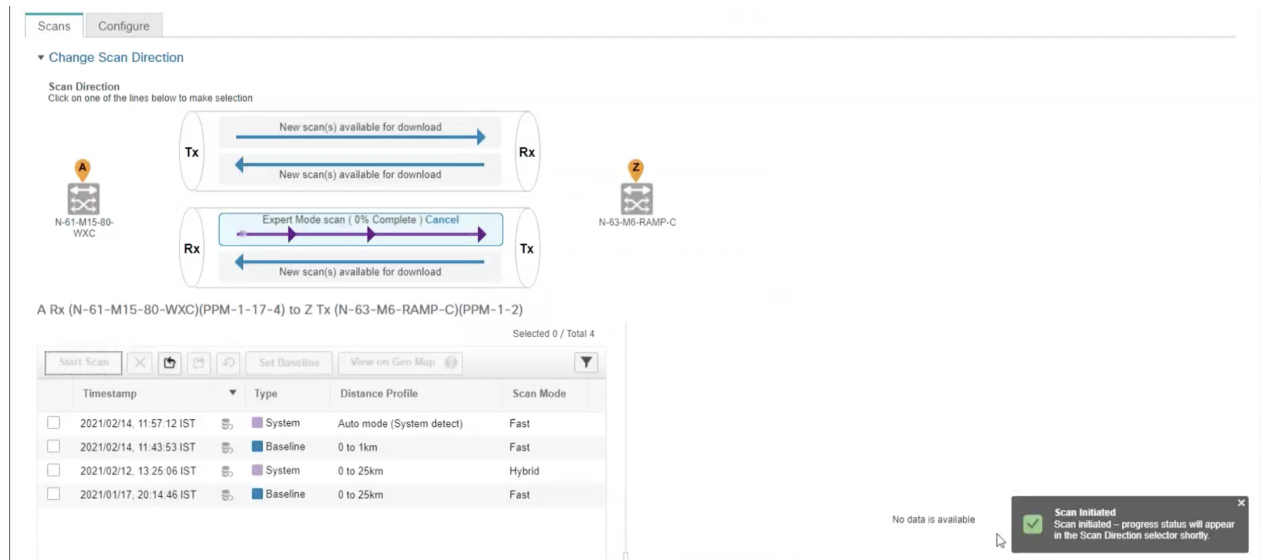 Scans Configure
Change Scan Direction
Scan Direction
Click on one of the lines below to make selection
New scan(s) available for download
Tx
Rx
New scan(s) available for download
A
Z
N-61-M15-80-
WXC
N-63-M6-RAMP-C
Expert Mode scan ( 0% Complete ) Cancel
Rx
Tx
New scan(s) available for download
A Rx (N-61-M15-80-WXC)(PPM-1-17-4) to Z Tx (N-63-M6-RAMP-C)(PPM-1-2)
Selected 0 / Total 4
Start Scan Set Baseline View on Geo Map ?
Timestamp Type Distance Profile Scan Mode
2021/02/14, 11:57:12 IST System Auto mode (System detect) Fast
2021/02/14, 11:43:53 IST Baseline 0 to 1km Fast
2021/02/12, 13:25:06 IST System 0 to 25km Hybrid
2021/01/17, 20:14:46 IST Baseline 0 to 25km Fast
No data is available
Scan Initiated
Scan initiated – progress status will appear
in the Scan Direction selector shortly.